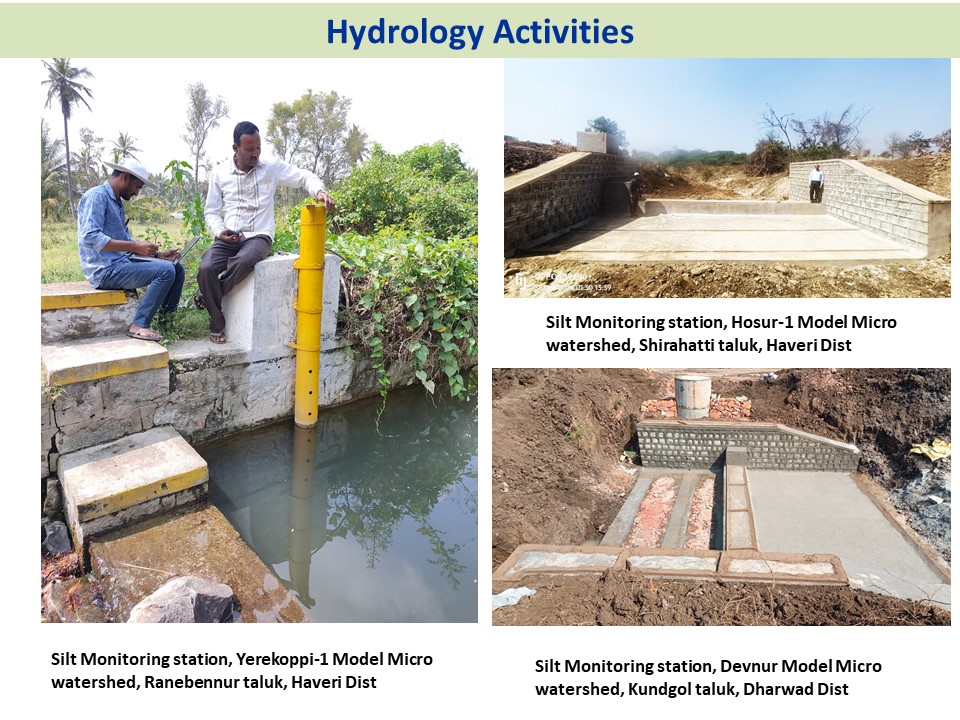 Hydrology Activities
Silt Monitoring station, Hosur-1 Model Micro
watershed, Shirahatti taluk, Haveri Dist
Silt Monitoring station, Yerekoppi-1 Model Micro
watershed, Ranebennur taluk, Haveri Dist
Silt Monitoring station, Devnur Model Micro
watershed, Kundgol taluk, Dharwad Dist